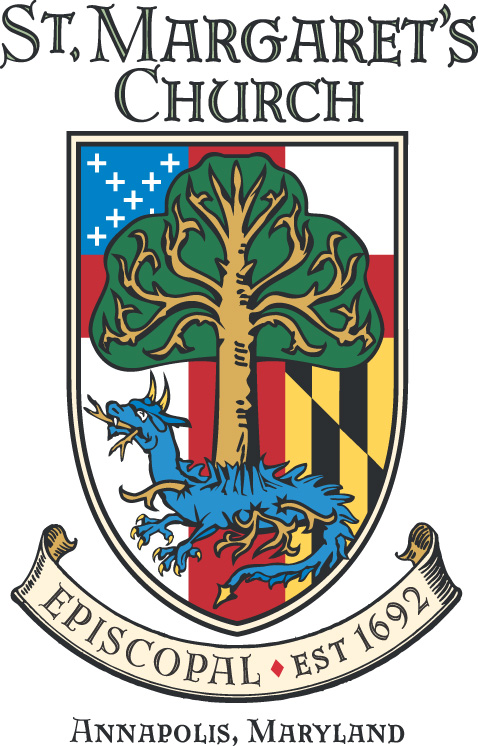 ST. MARGARET'S
CHURCH
EPISCOPAL ♦ EST 1692
ANNAPOLIS, MARYLAND